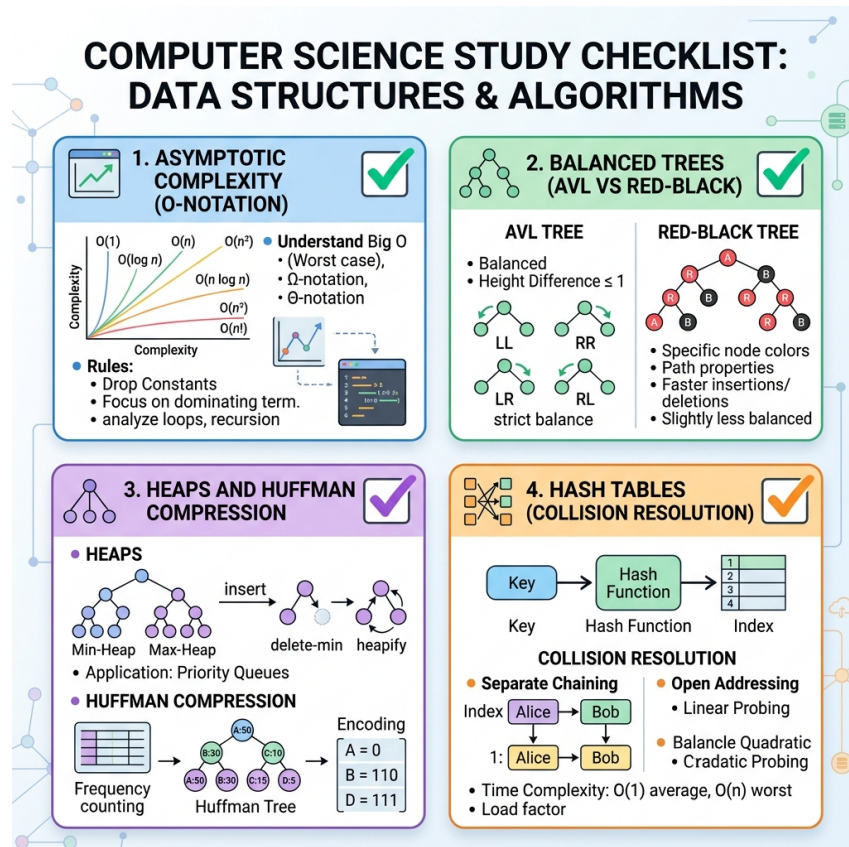 COMPUTER SCIENCE STUDY CHECKLIST:
DATA STRUCTURES & ALGORITHMS
1. ASYMPTOTIC
COMPLEXITY
(O-NOTATION)
O(1)
O(log n)
O(n)
O(n²)
O(n log n)
O(n²)
O(n!)
Complexity
Complexity
• Understand Big O
• (Worst case),
• Ω-notation,
• Θ-notation
• Rules:
• Drop Constants
• Focus on dominating term.
• analyze loops, recursion
2. BALANCED TREES
(AVL VS RED-BLACK)
AVL TREE
• Balanced
• Height Difference ≤ 1
LL RR
LR RL
strict balance
RED-BLACK TREE
A
R B
R B R R
A B R B
• Specific node colors
• Path properties
• Faster insertions/
deletions
• Slightly less balanced
3. HEAPS AND HUFFMAN
COMPRESSION
• HEAPS
Min-Heap Max-Heap
insert
delete-min heapify
• Application: Priority Queues
• HUFFMAN COMPRESSION
Frequency
counting
A:50
B:30 C:10
A:50 B:30 C:15 D:5
Huffman Tree
Encoding
A = 0
B = 110
D = 111
4. HASH TABLES
(COLLISION RESOLUTION)
Key
Hash
Function
1
2
3
4
Key Hash Function Index
COLLISION RESOLUTION
• Separate Chaining
Index Alice Bob
1: Alice Bob
• Open Addressing
• Linear Probing
• Balancle Quadratic
• Cradatic Probing
• Time Complexity: O(1) average, O(n) worst
• Load factor